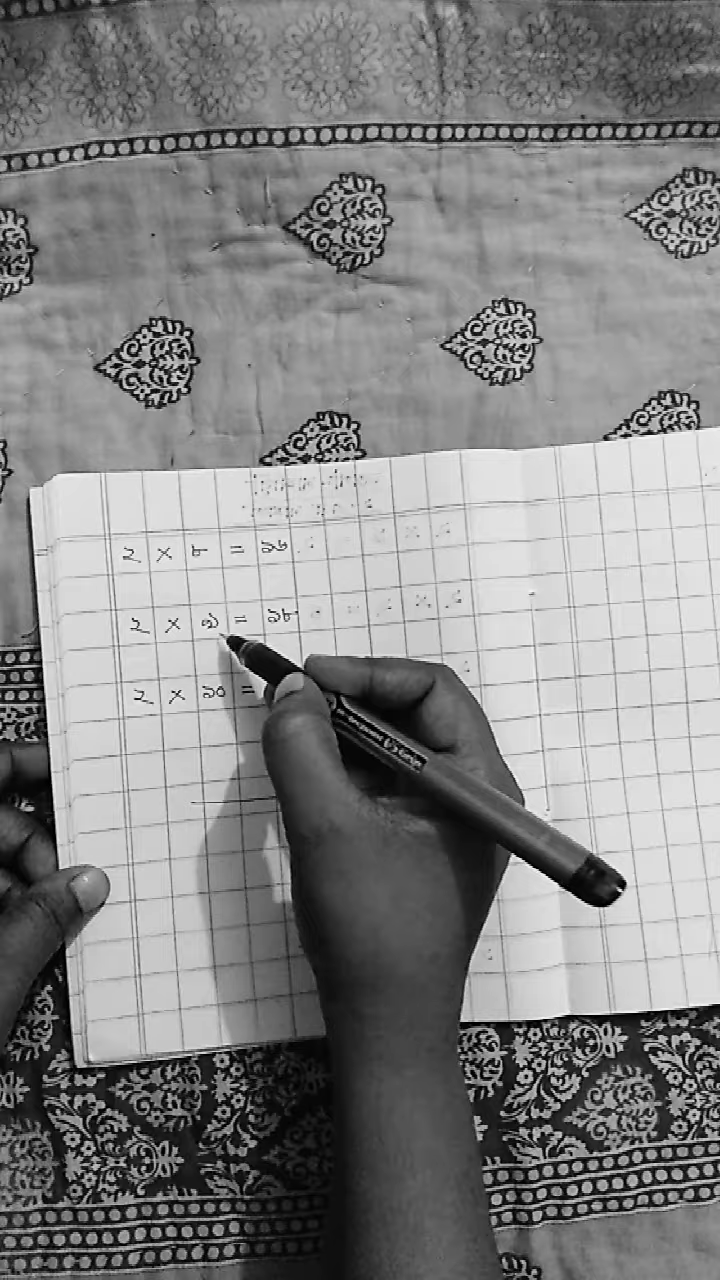 ২ × ৮ = ১৬
২ × ৯ = ১৮
২ × ১০ =